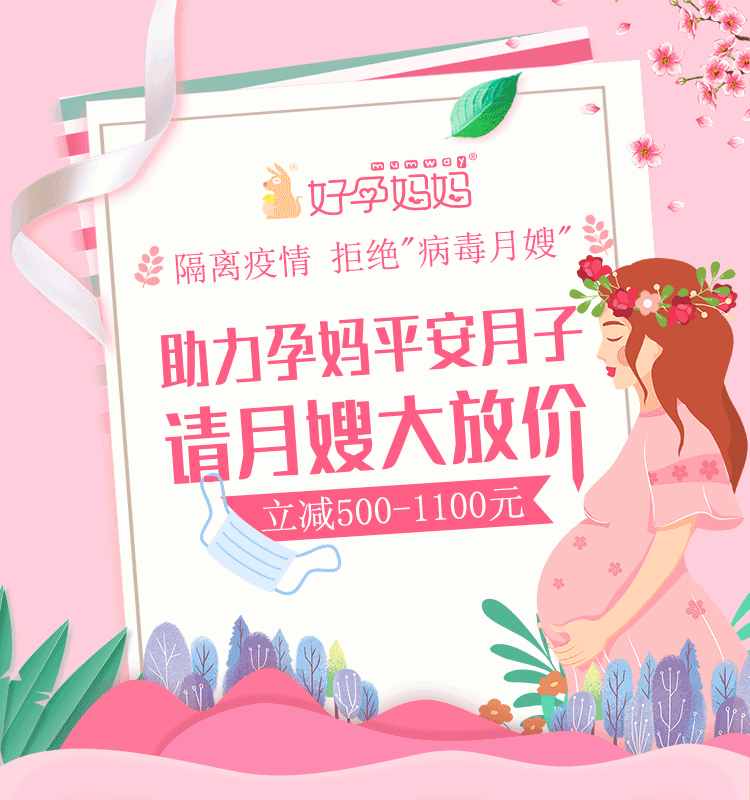 mumway®
好孕妈妈
隔离疫情 拒绝"病毒月嫂"
助力孕妈平安月子
请月嫂大放价
立减500-1100元